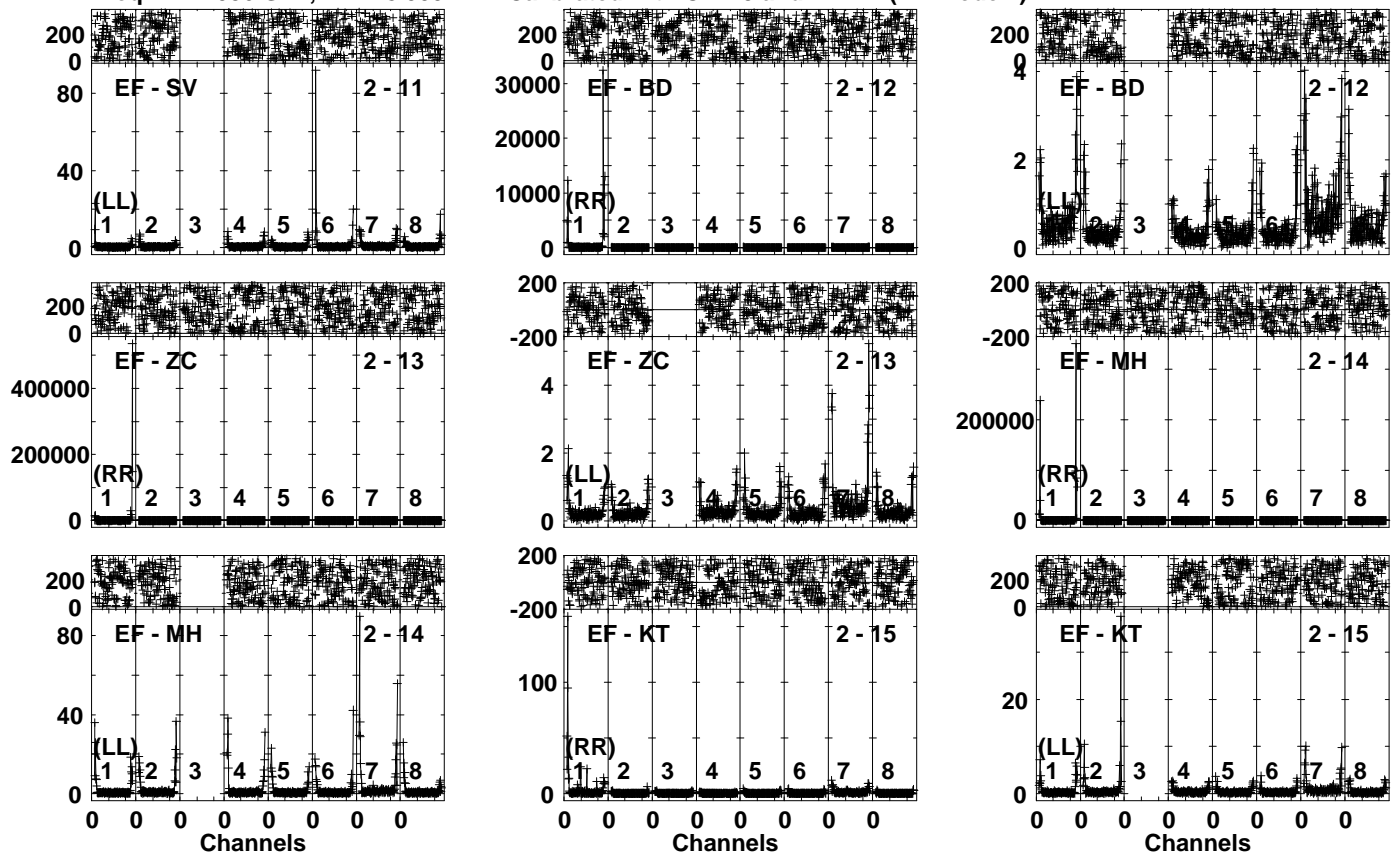 200
0
EF - SV
2 - 11
80
40
0
(LL)
1 2 3 4 5 6 7 8
EF - BD
2 - 12
30000
20000
10000
0
(RR)
1 2 3 4 5 6 7 8
200
0
4
EF - BD
2 - 12
2
0
(LL)
1 2 3 4 5 6 7 8
200
0
EF - ZC
2 - 13
400000
200000
0
(RR)
1 2 3 4 5 6 7 8
200
-200
EF - ZC
2 - 13
4
2
0
(LL)
1 2 3 4 5 6 7 8
200
-200
EF - MH
2 - 14
200000
0
(RR)
1 2 3 4 5 6 7 8
200
0
EF - MH
2 - 14
80
40
0
(LL)
1 2 3 4 5 6 7 8
0 0 0 0 0 0 0 0
Channels
200
-200
EF - KT
2 - 15
100
0
(RR)
1 2 3 4 5 6 7 8
0 0 0 0 0 0 0 0
Channels
200
0
EF - KT
2 - 15
20
0
(LL)
1 2 3 4 5 6 7 8
0 0 0 0 0 0 0 0
Channels